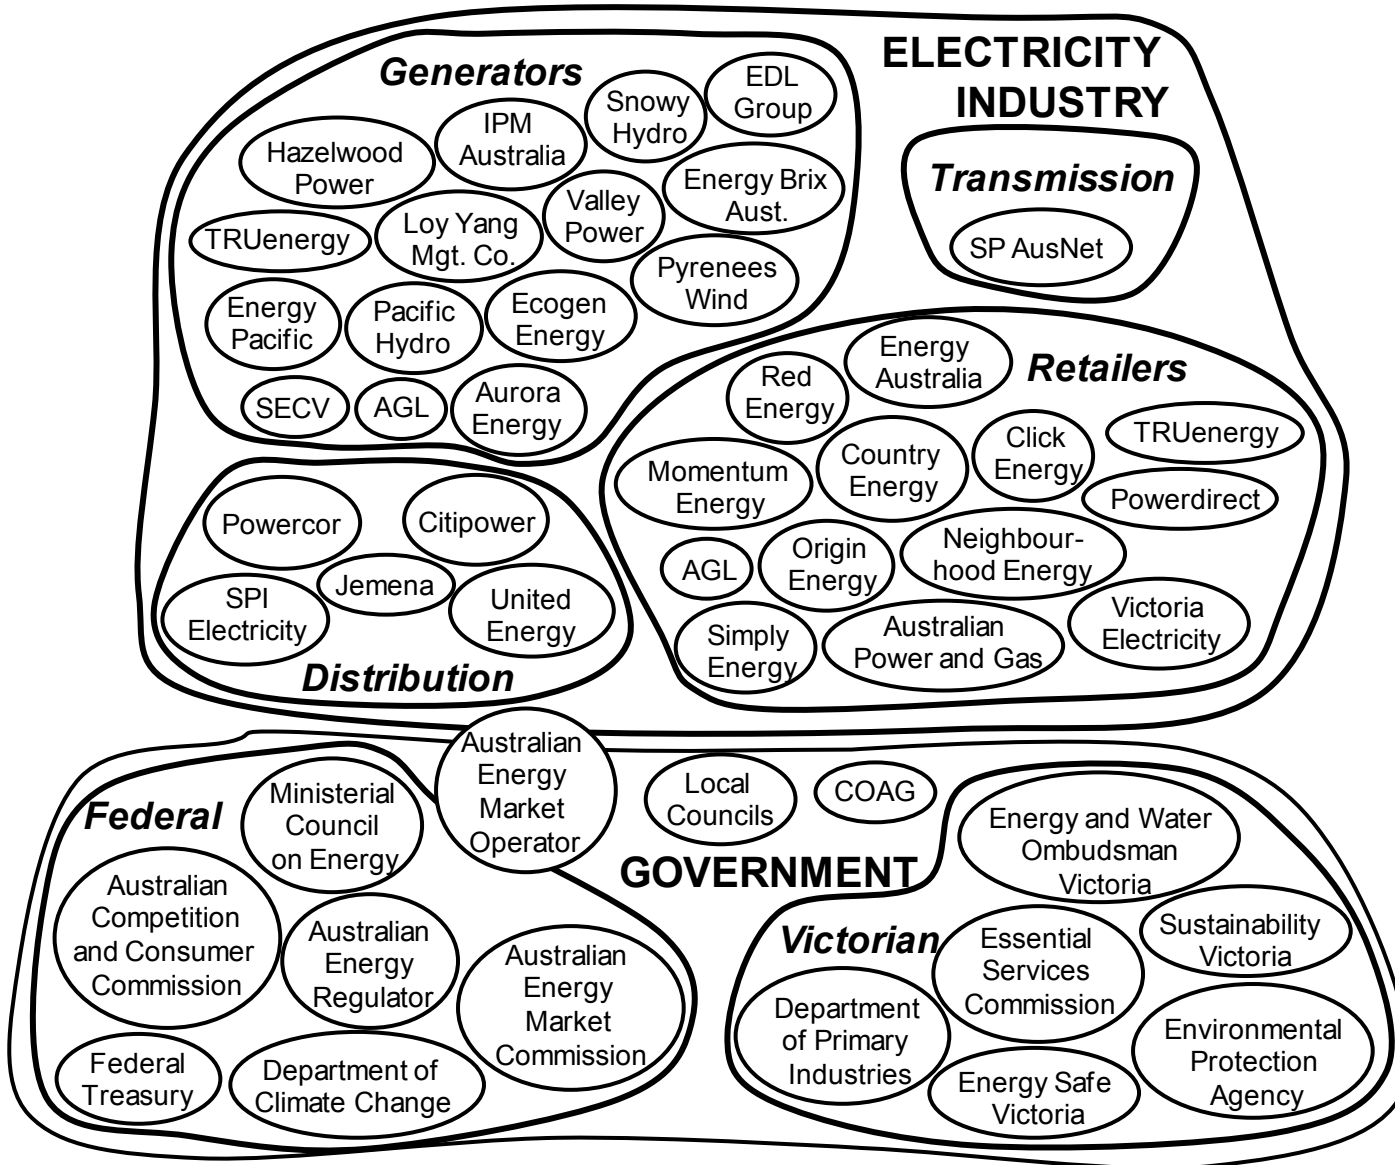 ELECTRICITY
INDUSTRY
Generators
EDL
Group
Snowy
Hydro
IPM
Australia
Hazelwood
Power
Energy Brix
Aust.
Valley
Power
Loy Yang
Mgt. Co.
TRUenergy
Pyrenees
Wind
Energy
Pacific
Pacific
Hydro
Ecogen
Energy
SECV
AGL
Aurora
Energy
Transmission
SP AusNet
Retailers
Energy
Australia
Red
Energy
TRUenergy
Click
Energy
Country
Energy
Momentum
Energy
Powerdirect
Neighbour-
hood Energy
Origin
Energy
AGL
Victoria
Electricity
Australian
Power and Gas
Simply
Energy
Powercor
Citipower
Jemena
SPI
Electricity
United
Energy
Distribution
Australian
Energy
Market
Operator
Local
Councils
COAG
GOVERNMENT
Federal
Ministerial
Council
on Energy
Australian
Competition
and Consumer
Commission
Australian
Energy
Regulator
Australian
Energy
Market
Commission
Federal
Treasury
Department of
Climate Change
Energy and Water
Ombudsman
Victoria
Victorian
Essential
Services
Commission
Sustainability
Victoria
Department
of Primary
Industries
Energy Safe
Victoria
Environmental
Protection
Agency